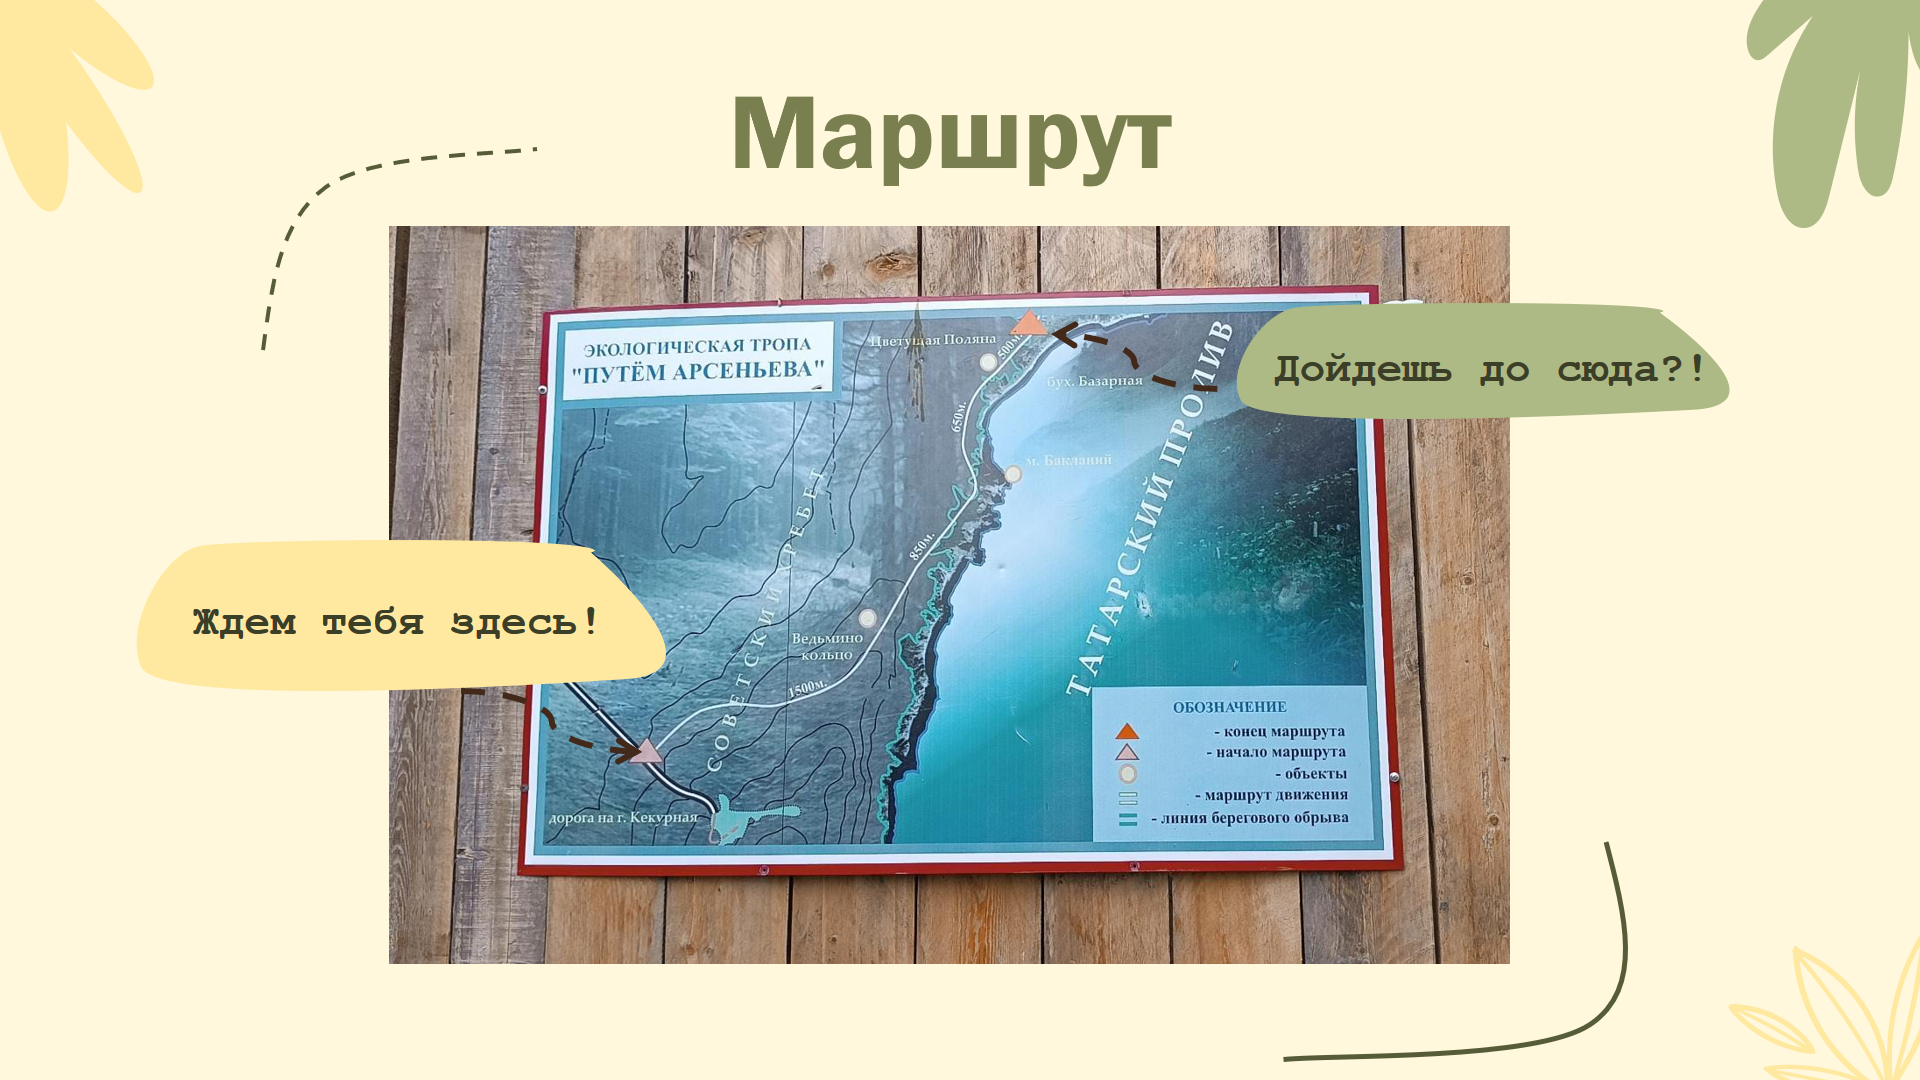 Маршрут
ЭКОЛОГИЧЕСКАЯ ТРОПА
"ПУТЁМ АРСЕНЬЕВА"
Цветущая Поляна
500м.
бух. Базарная
Дойдешь до сюда?!
650м.
м. Бакланий
ТАТАРСКИЙ ПРОЛИВ
850м.
СОВЕТСКИЙ ХРЕБЕТ
Ждем тебя здесь!
Ведьмино
кольцо
1500м.
дорога на г. Кекурная
ОБОЗНАЧЕНИЕ
- конец маршрута
- начало маршрута
- объекты
- маршрут движения
- линия берегового обрыва